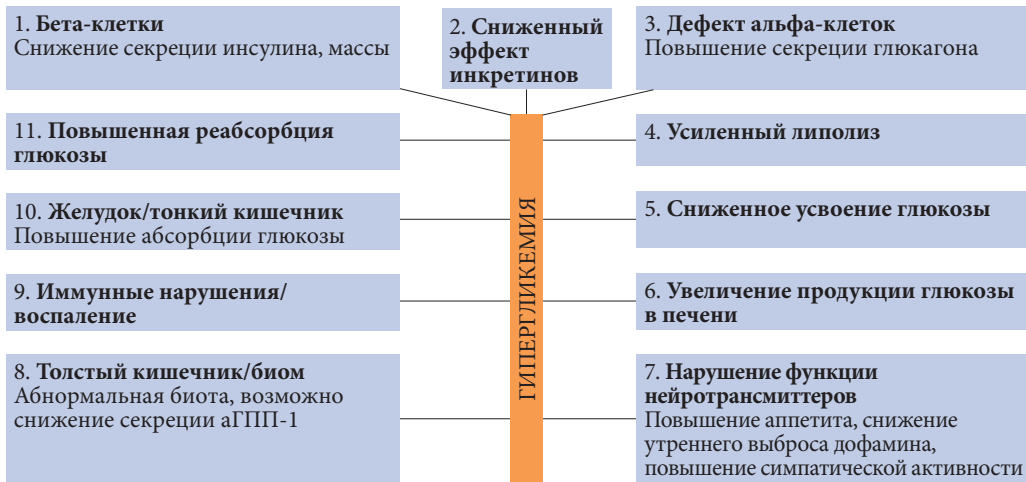 1. Бета-клетки
Снижение секреции инсулина, массы
2. Сниженный
эффект
инкретинов
3. Дефект альфа-клеток
Повышение секреции глюкагона
11. Повышенная реабсорбция
глюкозы
4. Усиленный липолиз
10. Желудок/тонкий кишечник
Повышение абсорбции глюкозы
5. Сниженное усвоение глюкозы
9. Иммунные нарушения/
воспаление
6. Увеличение продукции глюкозы
в печени
8. Толстый кишечник/биом
Абнормальная биота, возможно
снижение секреции аГПП-1
7. Нарушение функции
нейротрансмиттеров
Повышение аппетита, снижение
утреннего выброса дофамина,
повышение симпатической активности
ГИПЕРГЛИКЕМИЯ